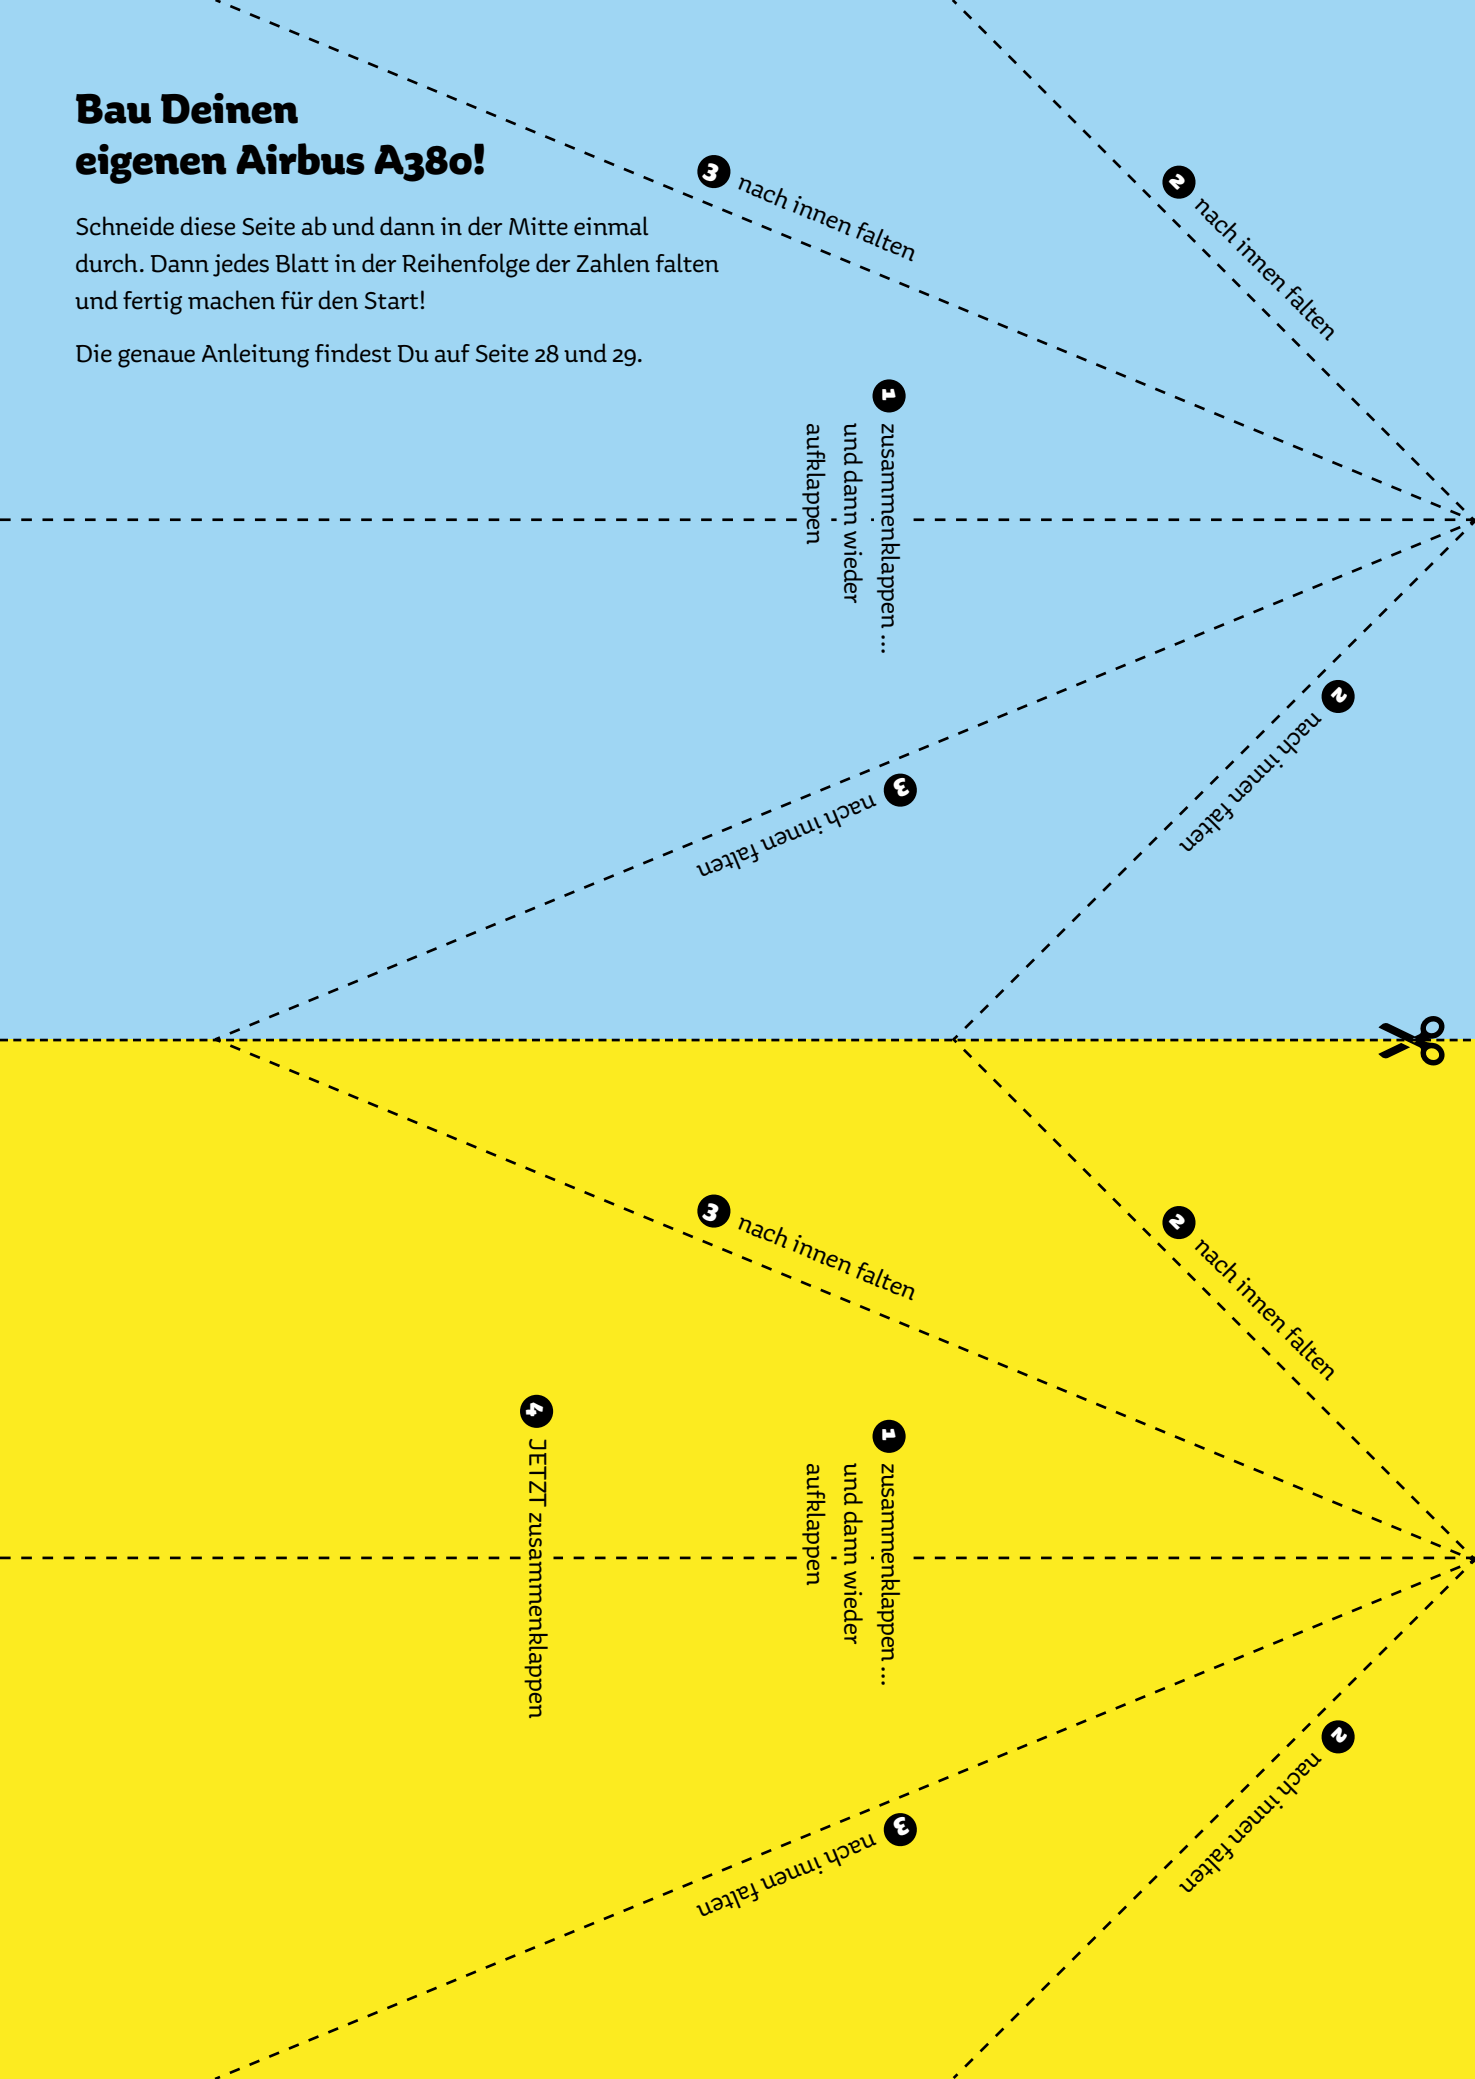 Bau Deinen
eigenen Airbus A380!
Schneide diese Seite ab und dann in der Mitte einmal
durch. Dann jedes Blatt in der Reihenfolge der Zahlen falten
und fertig machen für den Start!
Die genaue Anleitung findest Du auf Seite 28 und 29.
3 nach innen falten
2 nach innen falten
1 zusammenklappen ...
und dann wieder
aufklappen
2 nach innen falten
3 nach innen falten
3 nach innen falten
2 nach innen falten
4 JETZT zusammenklappen
1 zusammenklappen ...
und dann wieder
aufklappen
2 nach innen falten
3 nach innen falten